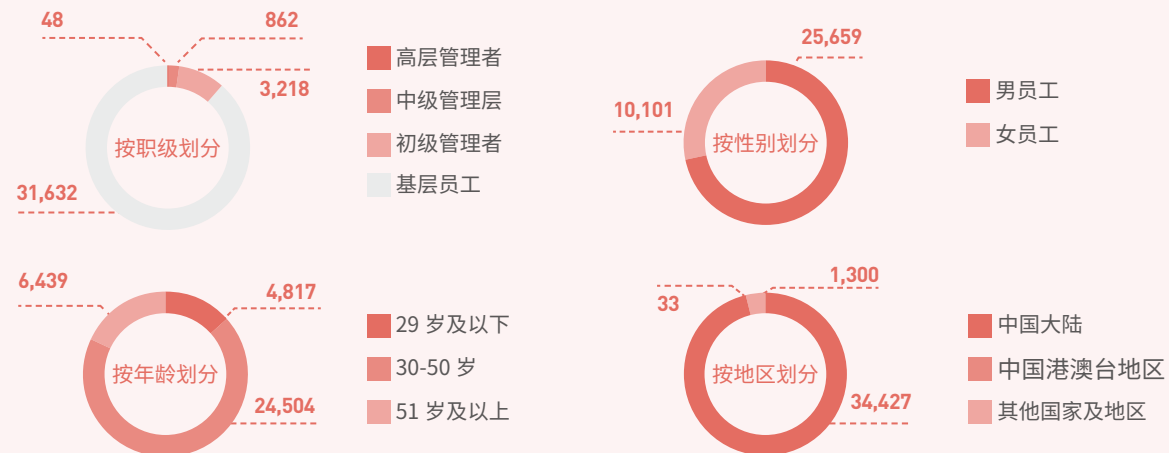 48
862
3,218
31,632
按职级划分
高层管理者
中级管理层
初级管理者
基层员工
25,659
10,101
按性别划分
男员工
女员工
6,439
4,817
24,504
按年龄划分
29 岁及以下
30-50 岁
51 岁及以上
33
1,300
34,427
按地区划分
中国大陆
中国港澳台地区
其他国家及地区